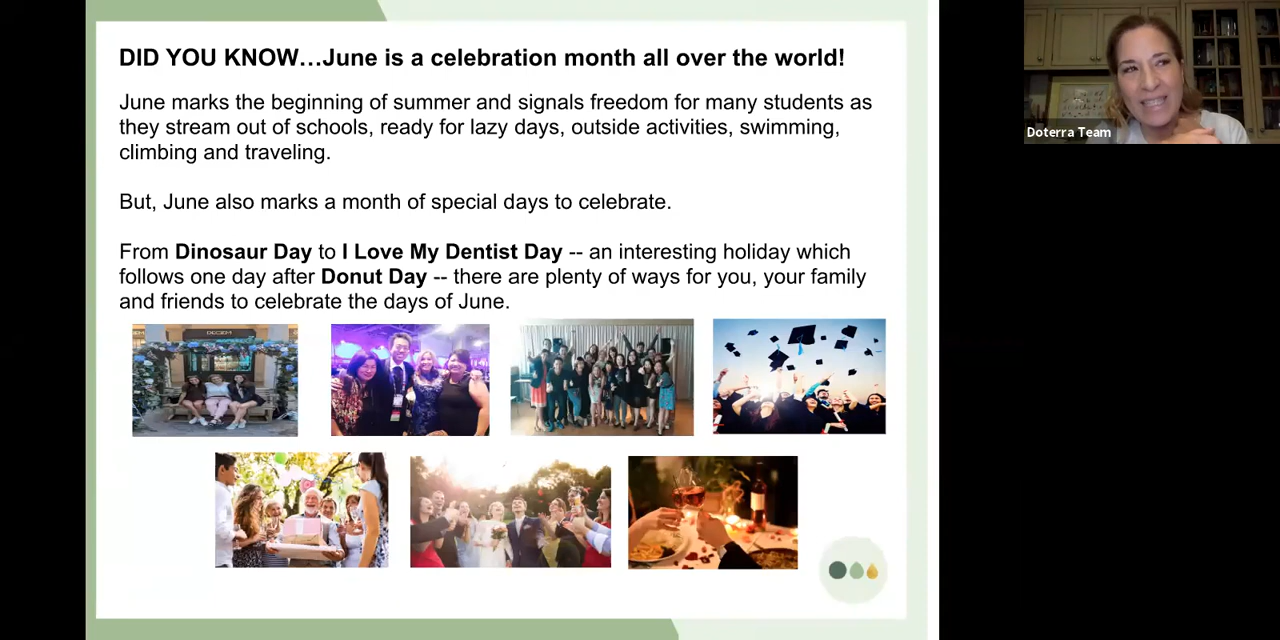 DID YOU KNOW…June is a celebration month all over the world!
June marks the beginning of summer and signals freedom for many students as
they stream out of schools, ready for lazy days, outside activities, swimming,
climbing and traveling.
But, June also marks a month of special days to celebrate.
From Dinosaur Day to I Love My Dentist Day -- an interesting holiday which
follows one day after Donut Day -- there are plenty of ways for you, your family
and friends to celebrate the days of June.
Doterra Team